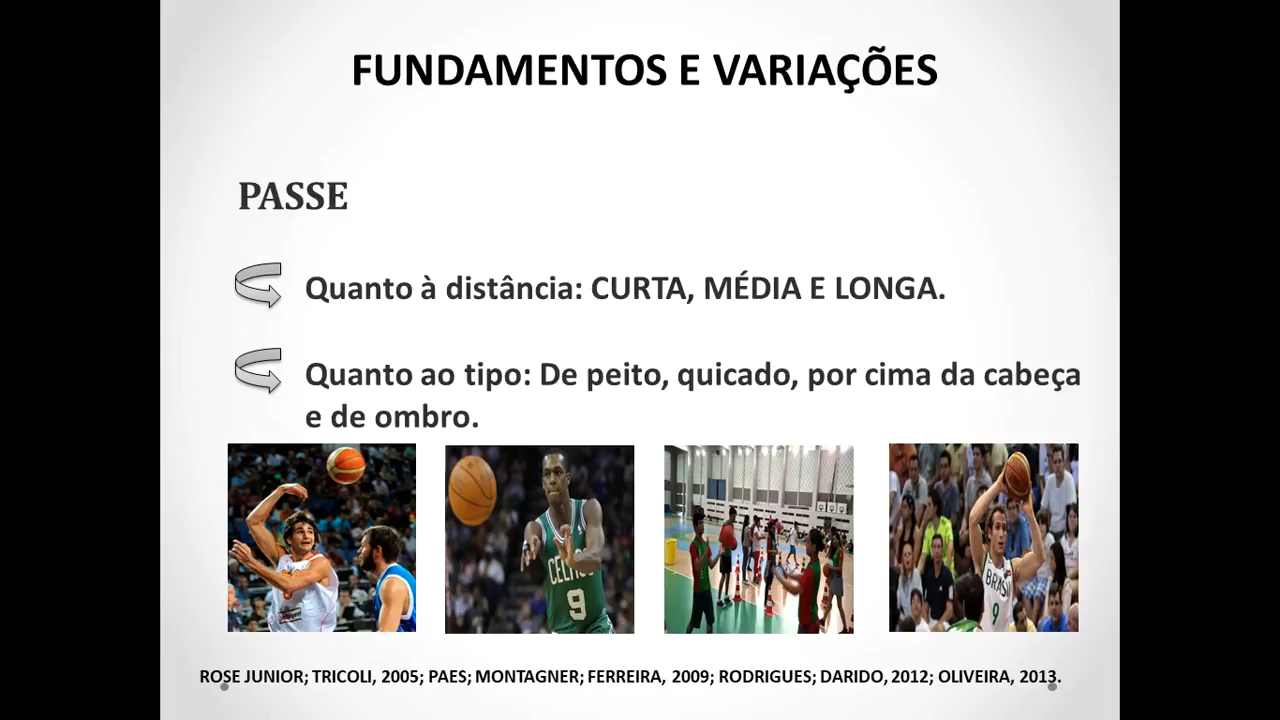 FUNDAMENTOS E VARIAÇÕES
PASSE
Quanto à distância: CURTA, MÉDIA E LONGA.
Quanto ao tipo: De peito, quicado, por cima da cabeça
e de ombro.
CELTICS
9
BRASIL
9
ROSE JUNIOR; TRICOLI, 2005; PAES; MONTAGNER; FERREIRA, 2009; RODRIGUES; DARIDO, 2012; OLIVEIRA, 2013.